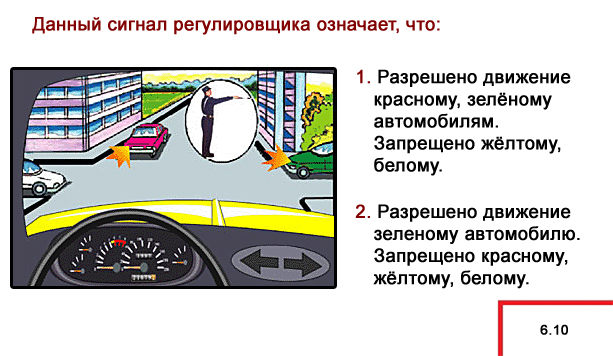 Данный сигнал регулировщика означает, что:
1. Разрешено движение
красному, зелёному
автомобилям.
Запрещено жёлтому,
белому.
2. Разрешено движение
зеленому автомобилю.
Запрещено красному,
жёлтому, белому.
6.10